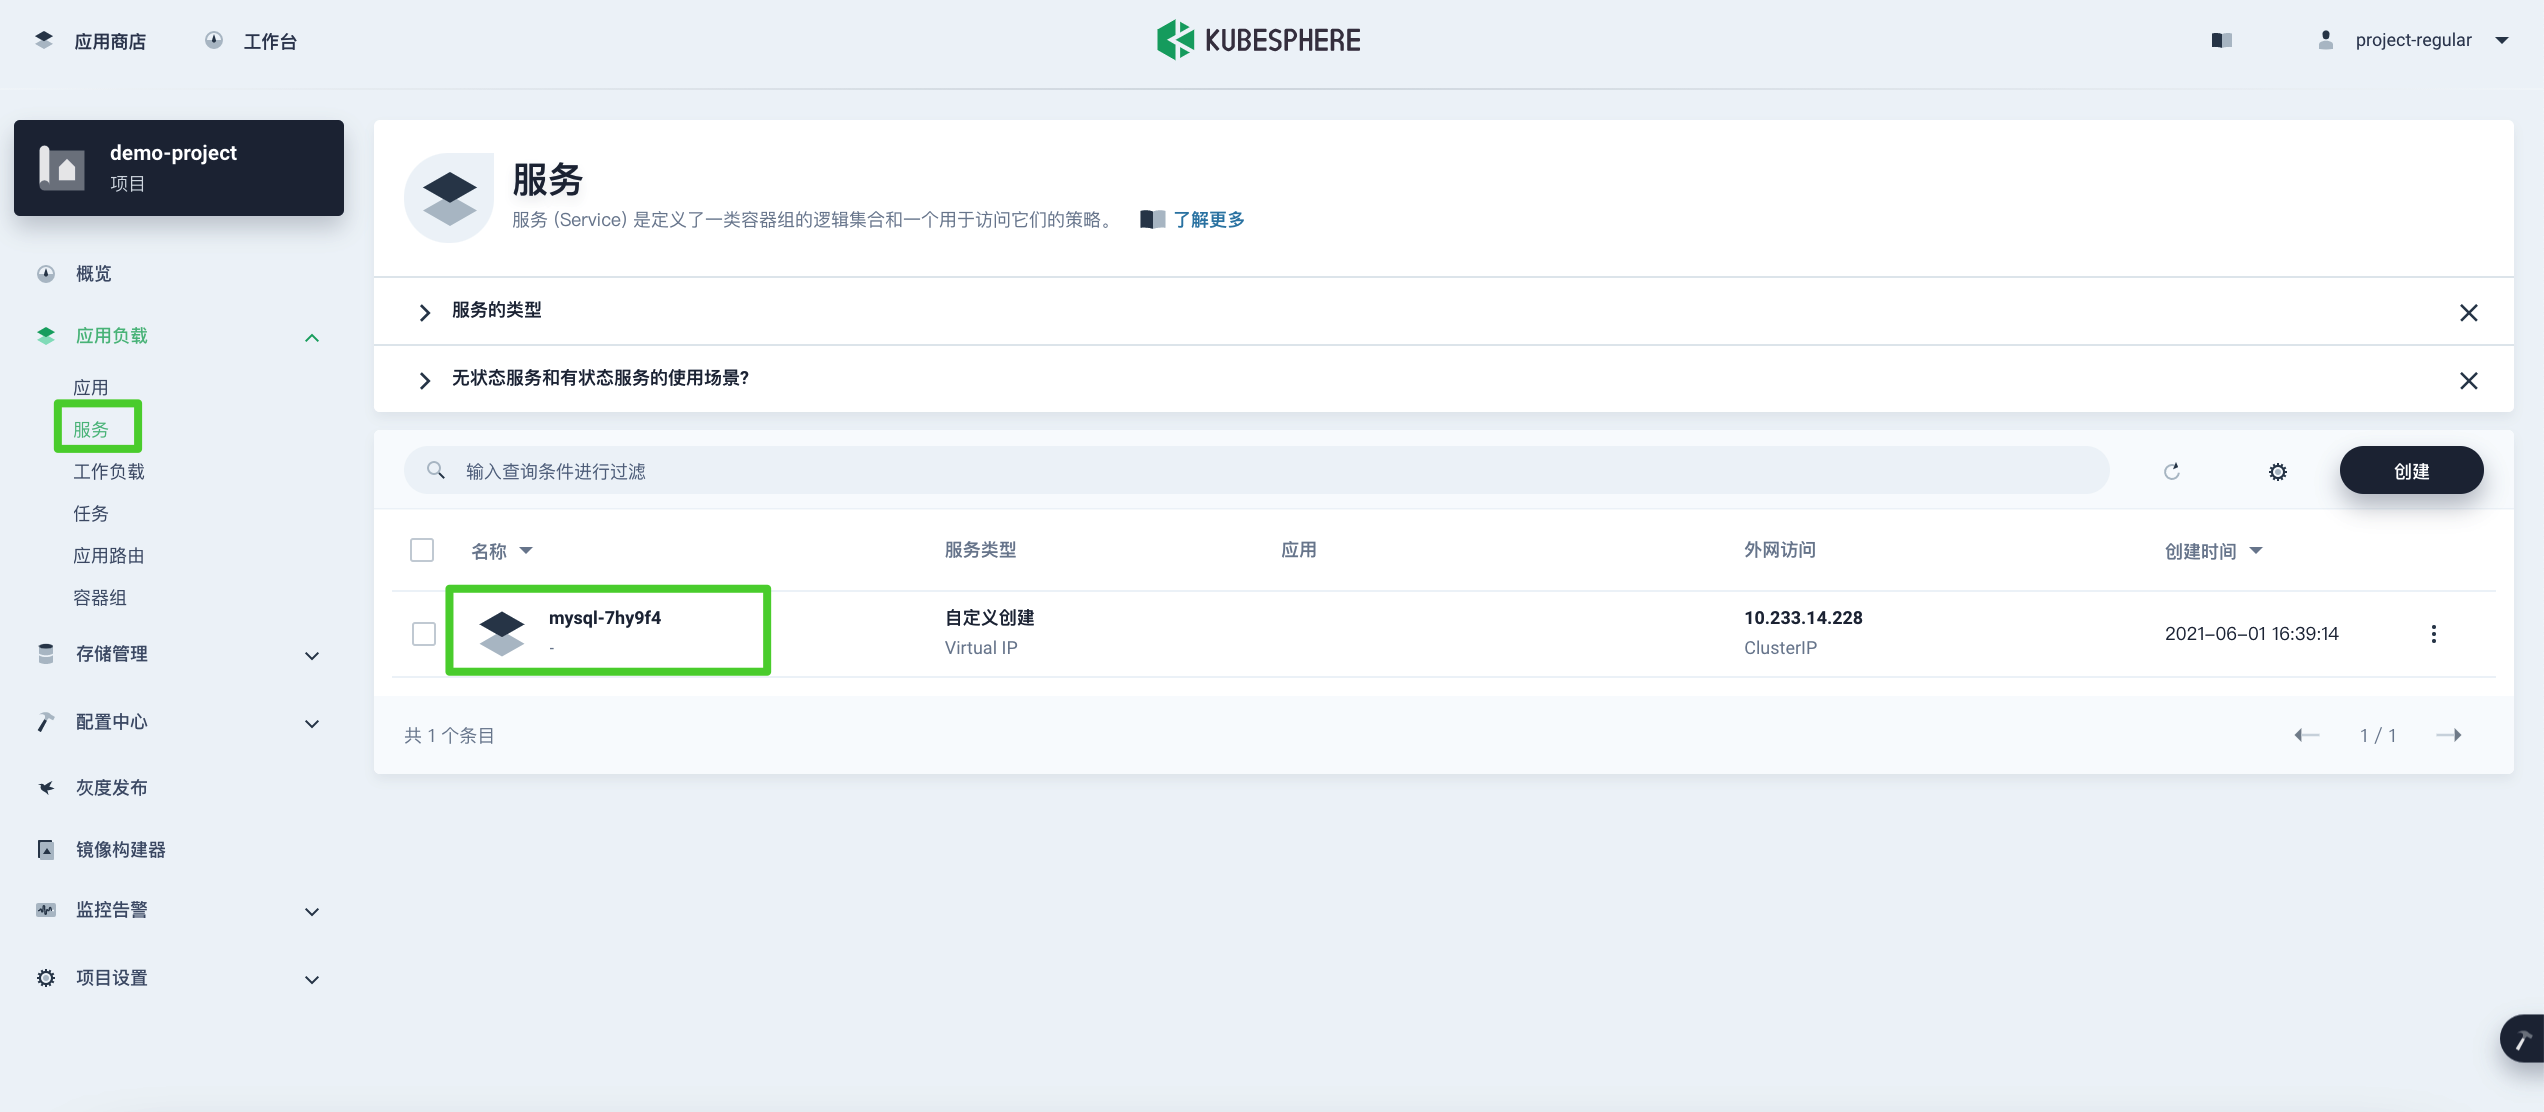 应用商店
工作台
KUBESPHERE
project-regular
demo-project
项目
概览
应用负载
应用
服务
工作负载
任务
应用路由
容器组
存储管理
配置中心
灰度发布
镜像构建器
监控告警
项目设置
服务
服务 (Service) 是定义了一类容器组的逻辑集合和一个用于访问它们的策略。 了解更多
服务的类型
无状态服务和有状态服务的使用场景?
输入查询条件进行过滤
创建
名称 服务类型 应用 外网访问 创建时间
mysql-7hy9f4 自定义创建 10.233.14.228 2021-06-01 16:39:14
- Virtual IP ClusterIP
共 1 个条目
1 / 1